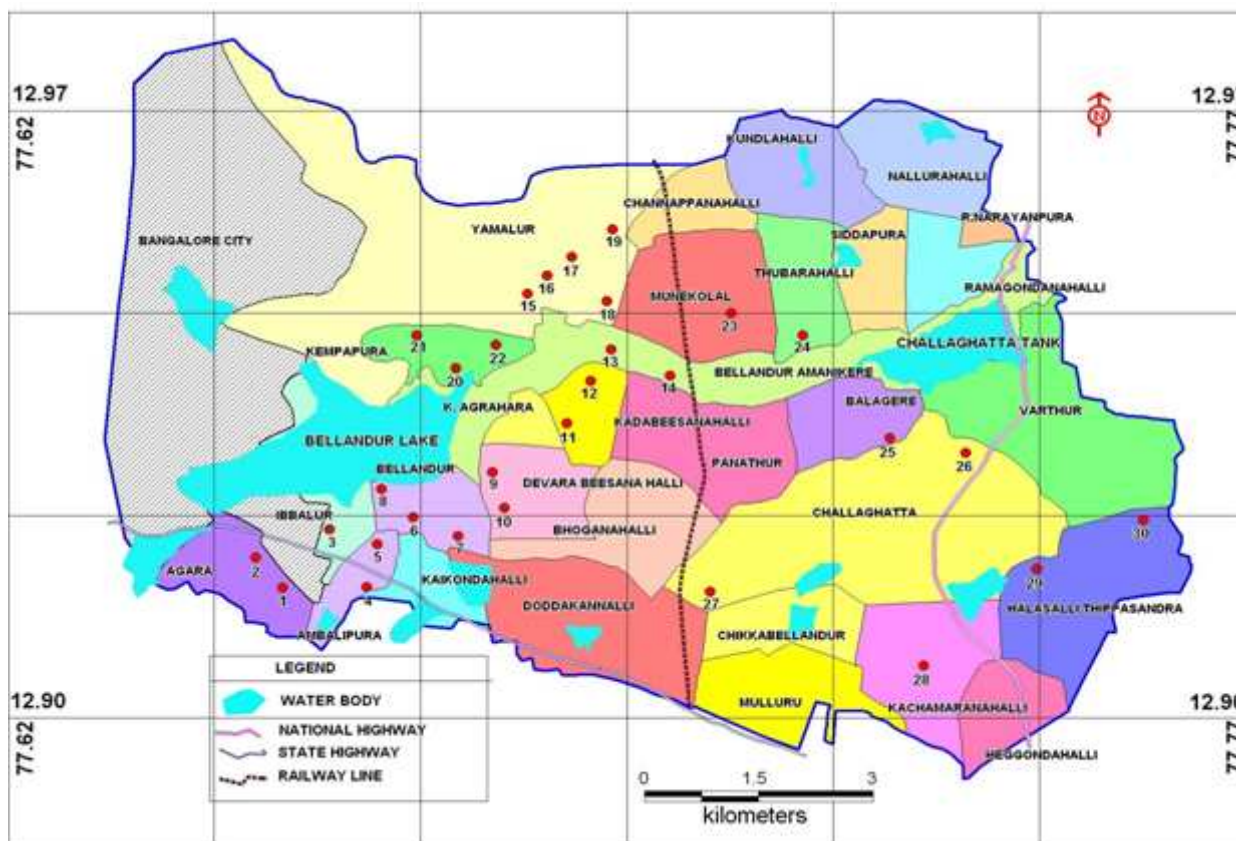 12.97
77.62
12.97
KUNDLAHALLI
NALLURAHALLI
CHANNAPPANAHALLI
R.NARAYANPURA
YAMALUR
SIDDAPURA
BANGALORE CITY
19
17
16
THUBARAHALLI
RAMAGONDANAHALLI
15
18
MUNEKOLAL
23
21
22
24
CHALLAGHATTA TANK
KEMPAPURA
13
20
14
BELLANDUR AMANIKERE
12
K. AGRAHARA
BALAGERE
VARTHUR
KADABEESANAHALLI
11
BELLANDUR LAKE
25
26
PANATHUR
BELLANDUR
9
DEVARA BEESANA HALLI
8
10
CHALLAGHATTA
IBBALUR
6
BHOGANAHALLI
30
3
5
7
2
AGARA
KAIKONDAHALLI
29
1
4
27
DODDAKANNALLI
HALASALLI THIPPASANDRA
AMBALIPURA
CHIKKABELLANDUR
28
LEGEND
WATER BODY
NATIONAL HIGHWAY
STATE HIGHWAY
RAILWAY LINE
MULLURU
KACHAMARANAHALLI
HEGGONDAHALLI
12.90
77.62
12.90
0 1.5 3
kilometers
N